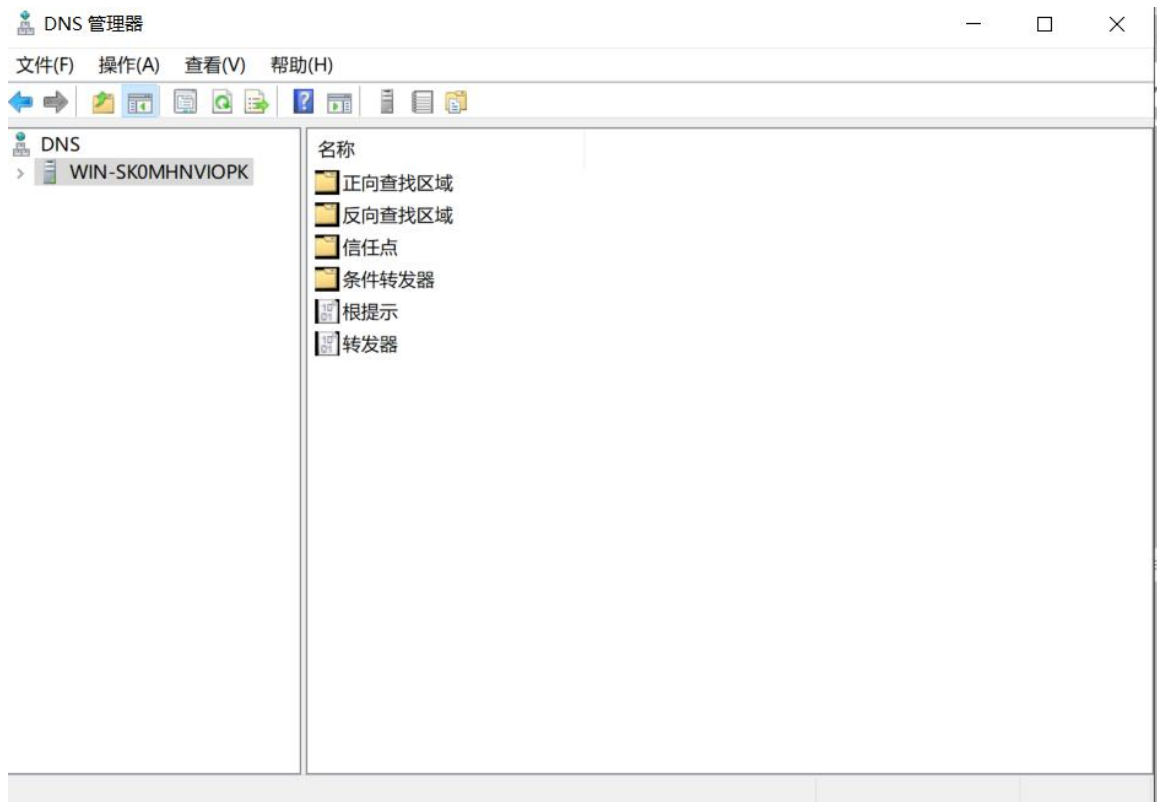 DNS 管理器
文件(F) 操作(A) 查看(V) 帮助(H)
DNS
WIN-SK0MHNVIOPK
名称
正向查找区域
反向查找区域
信任点
条件转发器
根提示
转发器